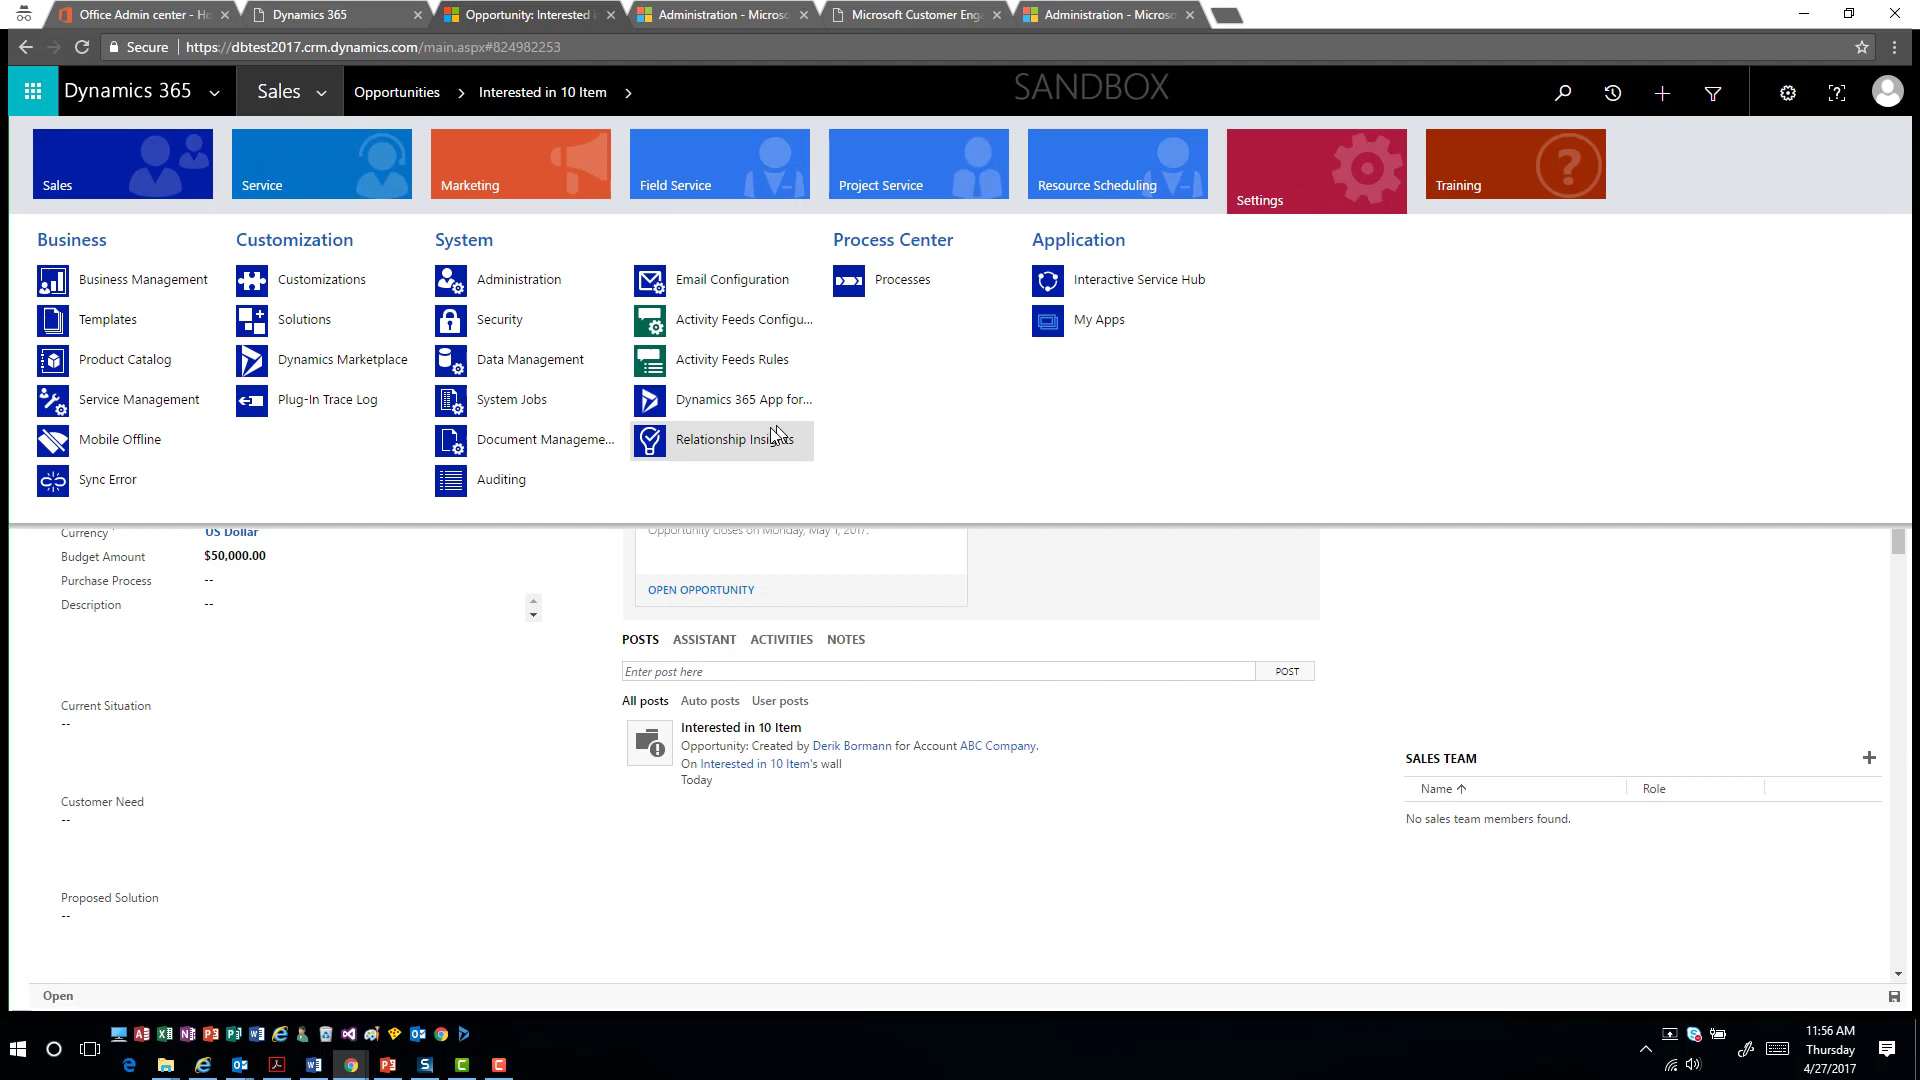 Office Admin center - Ho
Dynamics 365
Opportunity: Interested i
Administration - Microso
Microsoft Customer Eng
Administration - Microso
Secure
https://dbtest2017.crm.dynamics.com/main.aspx#824982253
Dynamics 365
Sales
Opportunities
Interested in 10 Item
SANDBOX
Sales
Service
Marketing
Field Service
Project Service
Resource Scheduling
Settings
Training
Business
Business Management
Templates
Product Catalog
Service Management
Mobile Offline
Sync Error
Customization
Customizations
Solutions
Dynamics Marketplace
Plug-In Trace Log
System
Administration
Security
Data Management
System Jobs
Document Manageme...
Auditing
Email Configuration
Activity Feeds Configu...
Activity Feeds Rules
Dynamics 365 App for...
Relationship Insights
Process Center
Processes
Application
Interactive Service Hub
My Apps
Currency *
US Dollar
Budget Amount
$50,000.00
Purchase Process
--
Description
--
Current Situation
--
Customer Need
--
Proposed Solution
--
Opportunity closes on Monday, May 1, 2017.
OPEN OPPORTUNITY
POSTS ASSISTANT ACTIVITIES NOTES
Enter post here
POST
All posts Auto posts User posts
Interested in 10 Item
Opportunity: Created by Derik Bormann for Account ABC Company.
On Interested in 10 Item's wall
Today
SALES TEAM
Name
Role
No sales team members found.
Open
11:56 AM
Thursday
4/27/2017